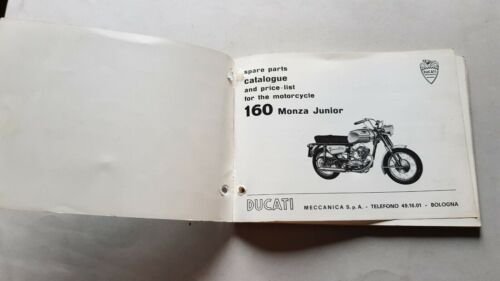 spare parts
catalogue
and price-list
for the motorcycle
160 Monza Junior
DUCATI
DUCATI MECCANICA S.p.A. - TELEFONO 49.16.01 - BOLOGNA